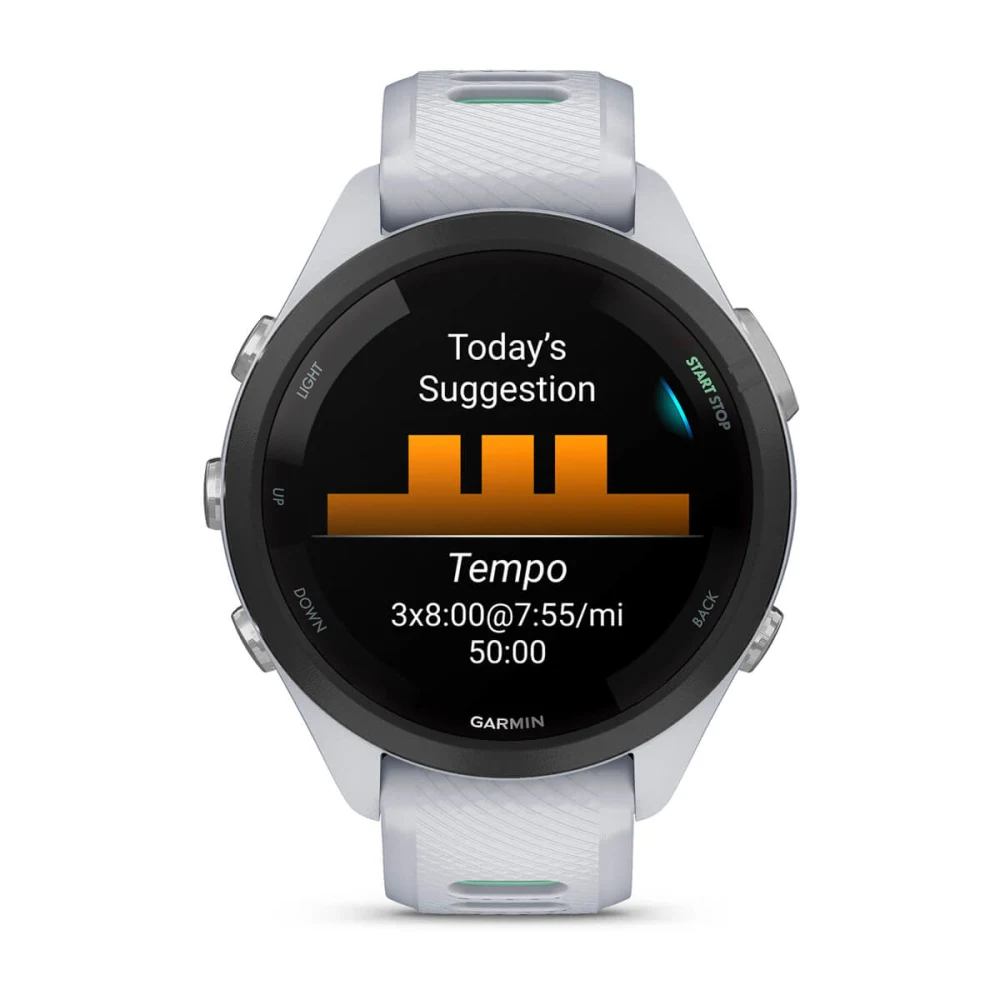 Today’s
Suggestion
LIGHT
START STOP
UP
Tempo
3x8:00@7:55/mi
50:00
DOWN
BACK
GARMIN